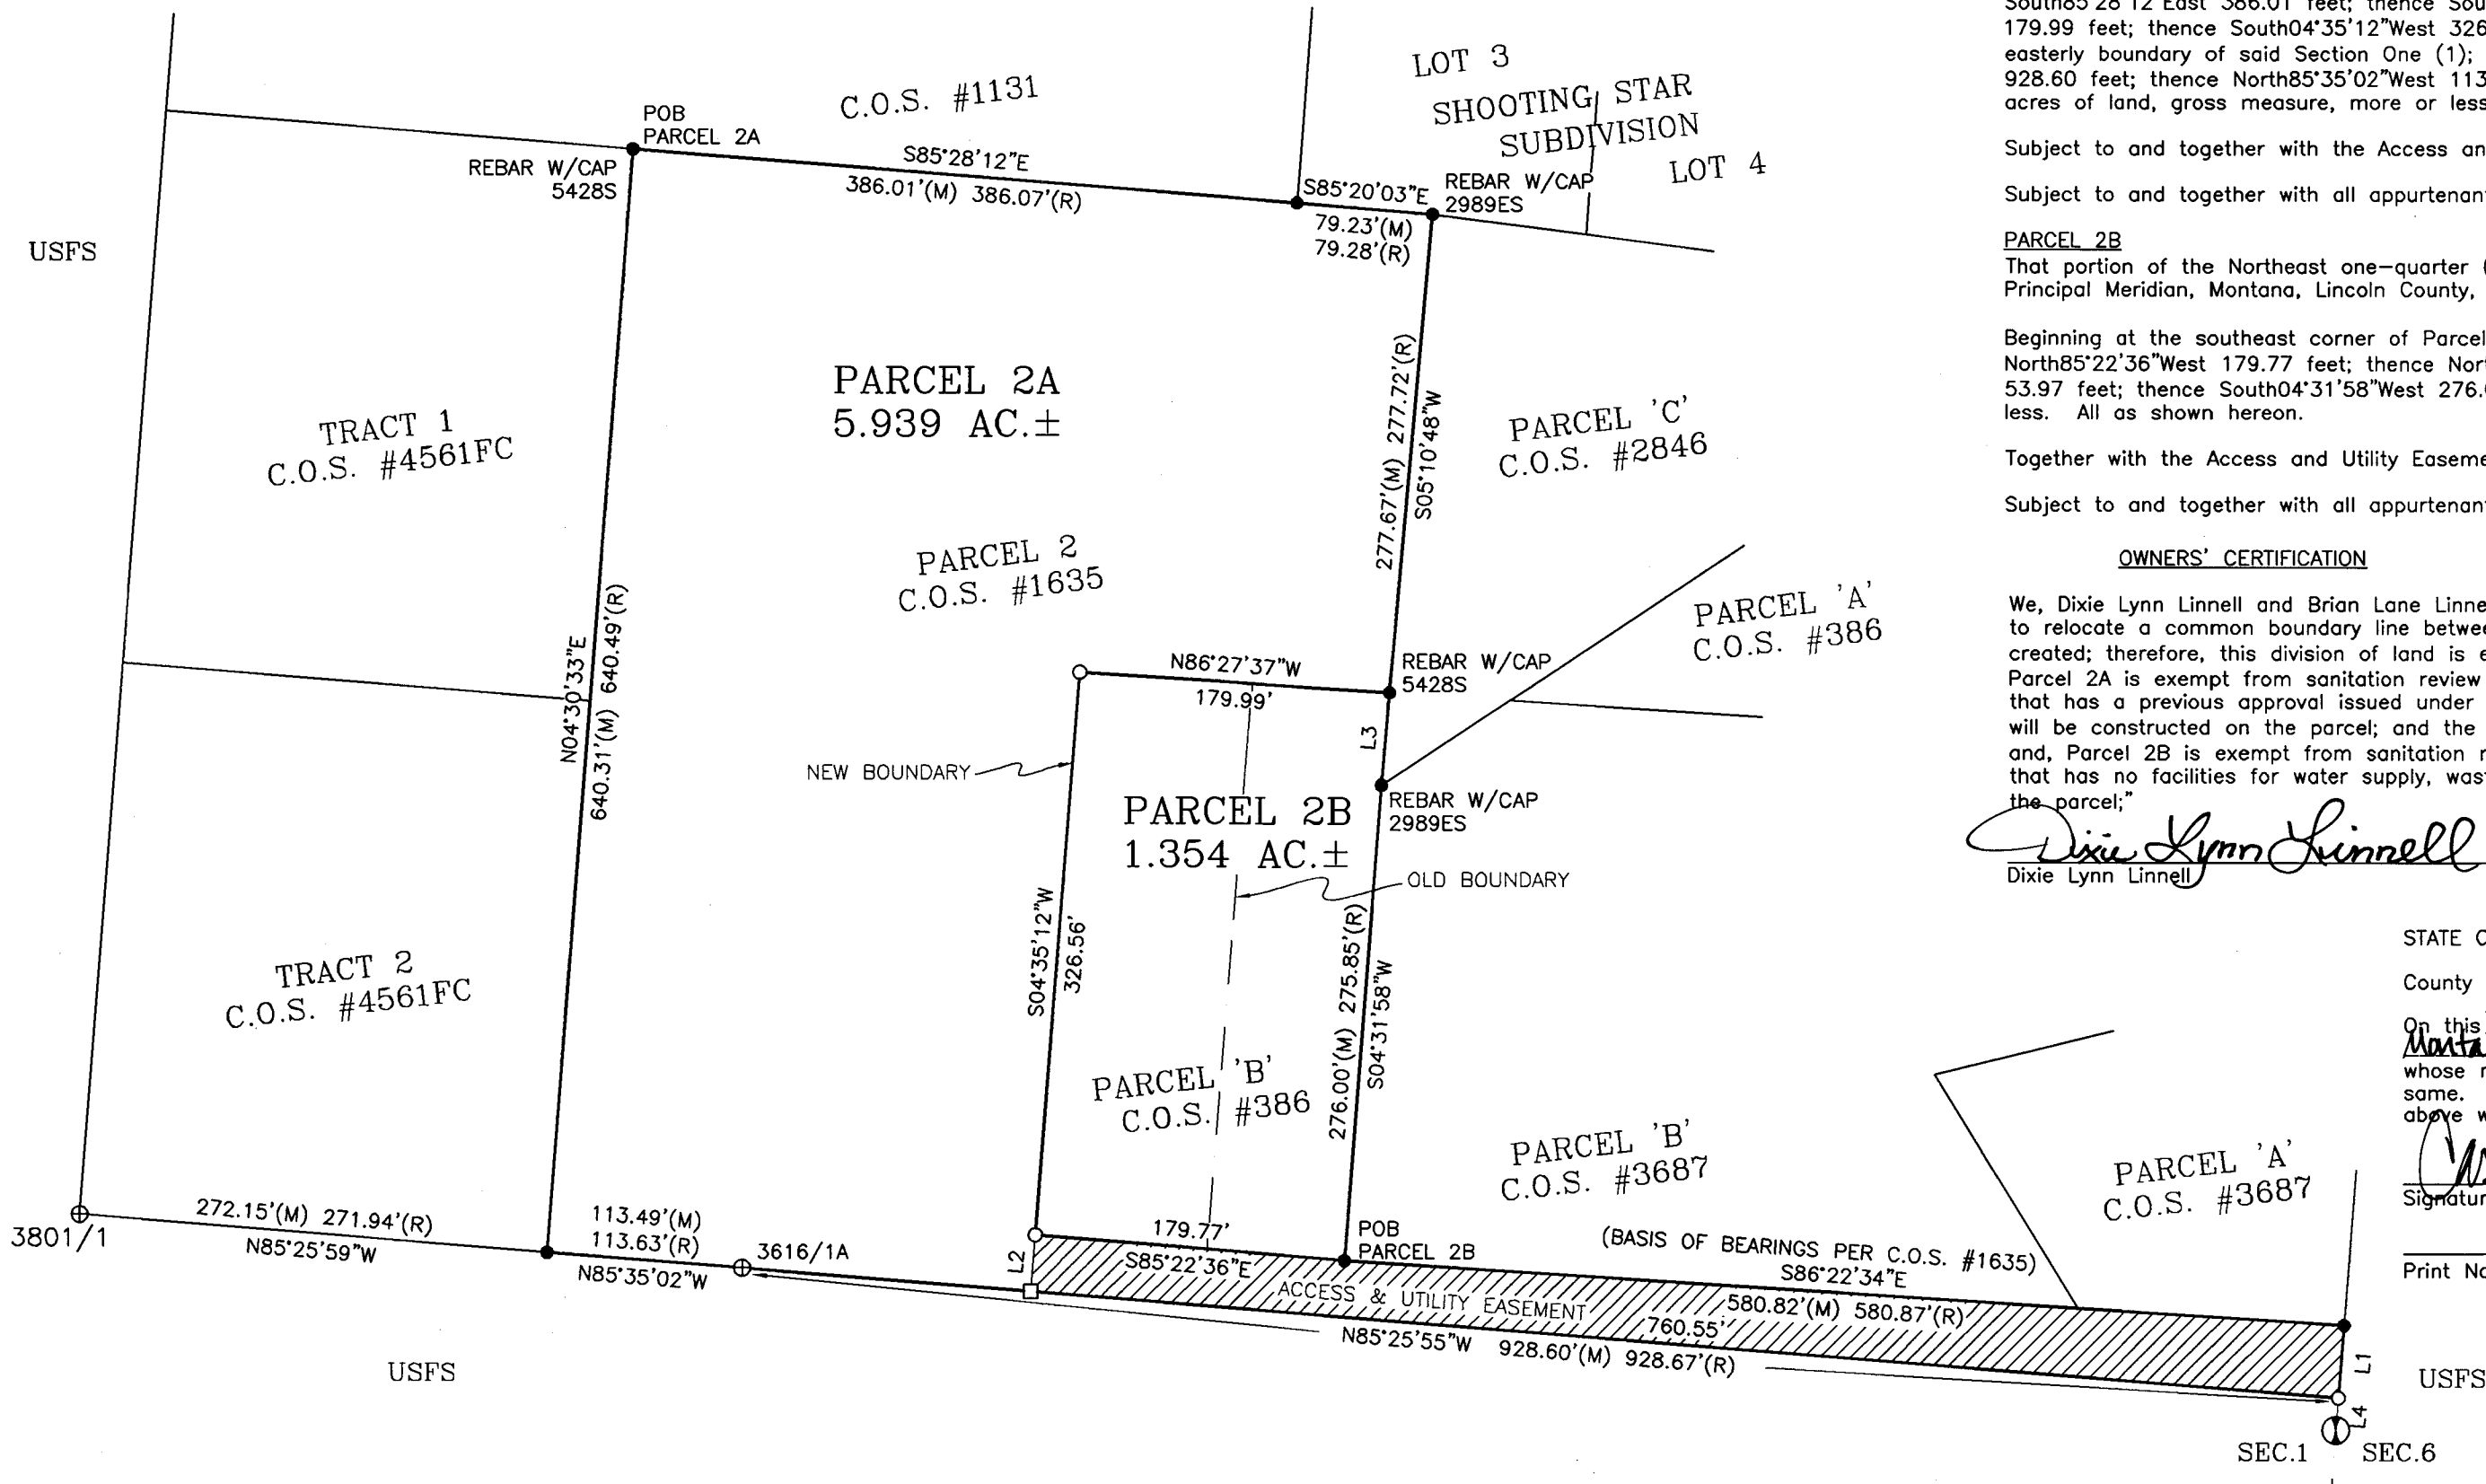 C.O.S. #1131
LOT 3
SHOOTING STAR
SUBDIVISION
LOT 4
POB
PARCEL 2A
REBAR W/CAP
5428S
S85°28'12"E
386.01'(M) 386.07'(R)
S85°20'03"E
79.23'(M)
79.28'(R)
REBAR W/CAP
2989ES
USFS
PARCEL 2A
5.939 AC.±
277.67'(M) 277.72'(R)
S05°10'48"W
PARCEL 'C'
C.O.S. #2846
TRACT 1
C.O.S. #4561FC
PARCEL 2
C.O.S. #1635
N04°30'33"E
640.31'(M) 640.49'(R)
PARCEL 'A'
C.O.S. #386
N86°27'37"W
179.99'
REBAR W/CAP
5428S
L3
NEW BOUNDARY
REBAR W/CAP
2989ES
PARCEL 2B
1.354 AC.±
OLD BOUNDARY
S04°35'12"W
326.56'
276.00'(M) 275.85'(R)
S04°31'58"W
TRACT 2
C.O.S. #4561FC
PARCEL 'B'
C.O.S. #386
PARCEL 'B'
C.O.S. #3687
PARCEL 'A'
C.O.S. #3687
3801/1
272.15'(M) 271.94'(R)
N85°25'59"W
113.49'(M)
113.63'(R)
N85°35'02"W
3616/1A
L2
179.77'
S85°22'36"E
POB
PARCEL 2B
(BASIS OF BEARINGS PER C.O.S. #1635)
S86°22'34"E
580.82'(M) 580.87'(R)
ACCESS & UTILITY EASEMENT
760.55'
N85°25'55"W 928.60'(M) 928.67'(R)
USFS
L1
USFS
L4
SEC.1
SEC.6
South85°28'12"East 386.01 feet; thence Sou
179.99 feet; thence South04°35'12"West 326
easterly boundary of said Section One (1);
928.60 feet; thence North85°35'02"West 113
acres of land, gross measure, more or less
Subject to and together with the Access an
Subject to and together with all appurtenan
PARCEL 2B
That portion of the Northeast one-quarter (
Principal Meridian, Montana, Lincoln County,
Beginning at the southeast corner of Parcel
North85°22'36"West 179.77 feet; thence Nor
53.97 feet; thence South04°31'58"West 276.
less. All as shown hereon.
Together with the Access and Utility Easeme
Subject to and together with all appurtenan
OWNERS' CERTIFICATION
We, Dixie Lynn Linnell and Brian Lane Linne
to relocate a common boundary line betwee
created; therefore, this division of land is e
Parcel 2A is exempt from sanitation review
that has a previous approval issued under
will be constructed on the parcel; and the
and, Parcel 2B is exempt from sanitation r
that has no facilities for water supply, was
the parcel;"
Dixie Lynn Linnell
Dixie Lynn Linnell
STATE O
County
On this
Monta
whose n
same.
above w
Signatur
Print Na